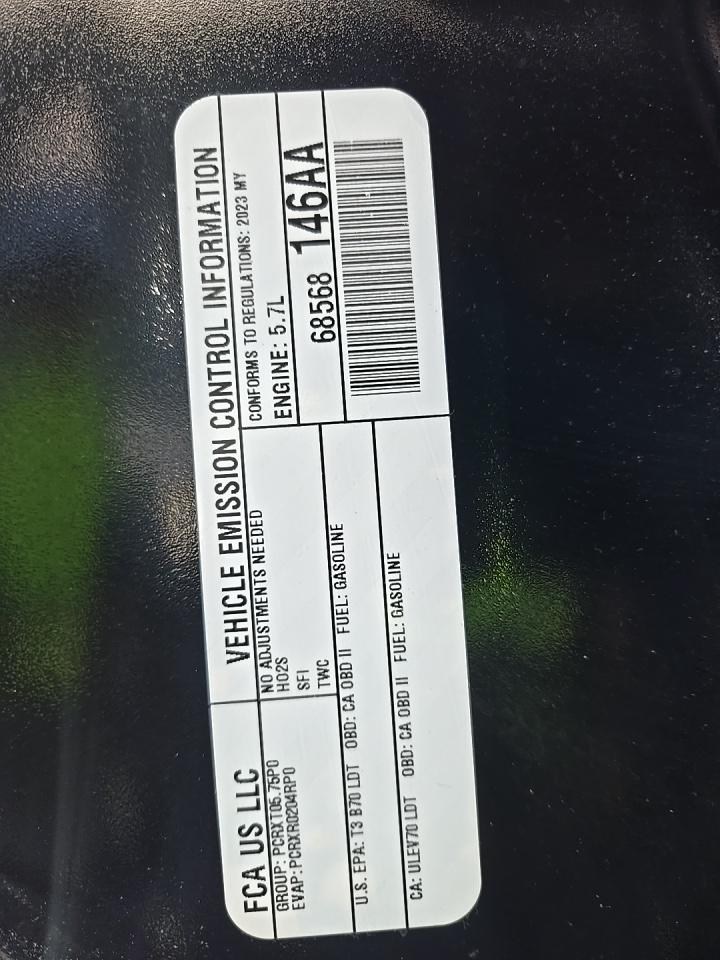 FCA US LLC
VEHICLE EMISSION CONTROL INFORMATION
GROUP: PCRXT05.75P0
EVAP: PCRXR0204RP0
NO ADJUSTMENTS NEEDED
HO2S
SFI
TWC
CONFORMS TO REGULATIONS: 2023 MY
ENGINE: 5.7L
68568 146AA
U.S. EPA: T3 B70 LDT OBD: CA OBD II FUEL: GASOLINE
CA: ULEV70 LDT OBD: CA OBD II FUEL: GASOLINE